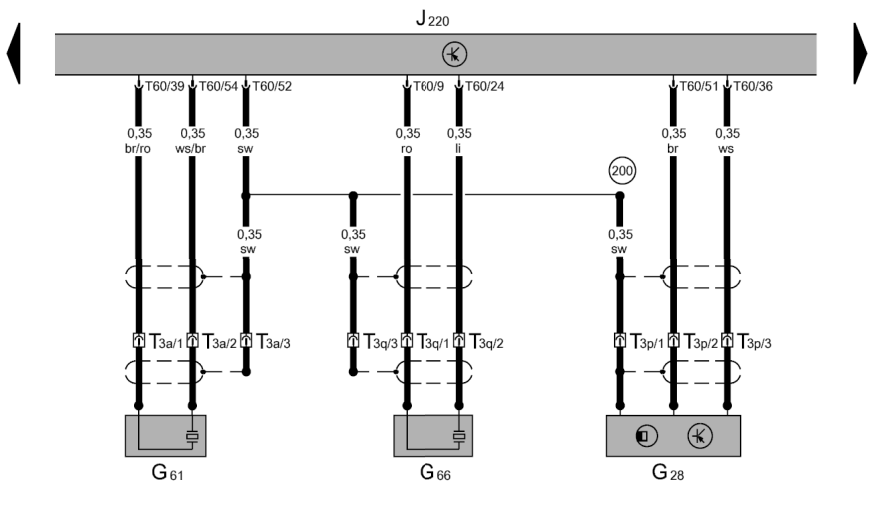 J220
T60/39 T60/54 T60/52 T60/9 T60/24 T60/51 T60/36
0,35 0,35 0,35 0,35 0,35 0,35 0,35
br/ro ws/br sw ro li br ws
200
0,35 0,35 0,35
sw sw sw
T3a/1 T3a/2 T3a/3 T3q/3 T3q/1 T3q/2 T3p/1 T3p/2 T3p/3
G61 G66 G28